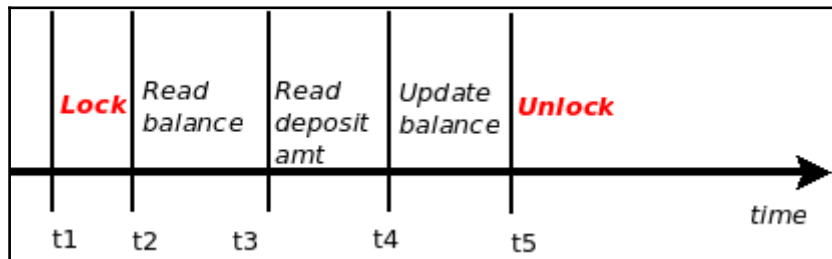 Lock
Read
balance
Read
deposit
amt
Update
balance
Unlock
time
t1
t2
t3
t4
t5